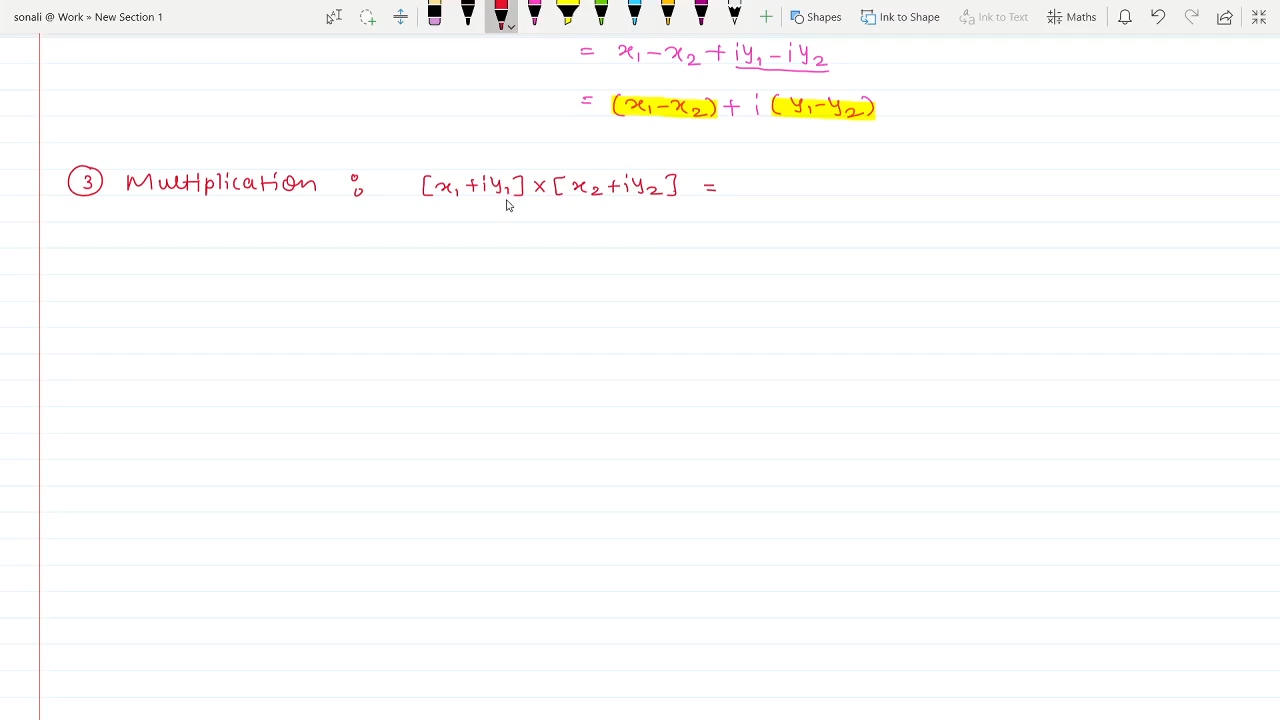 sonali @ Work » New Section 1
Shapes
Ink to Shape
Ink to Text
Maths
= x₁ - x₂ + iy₁ - iy₂
= (x₁ - x₂) + i (y₁ - y₂)
③ Multiplication : [x₁ + iy₁] × [x₂ + iy₂] =